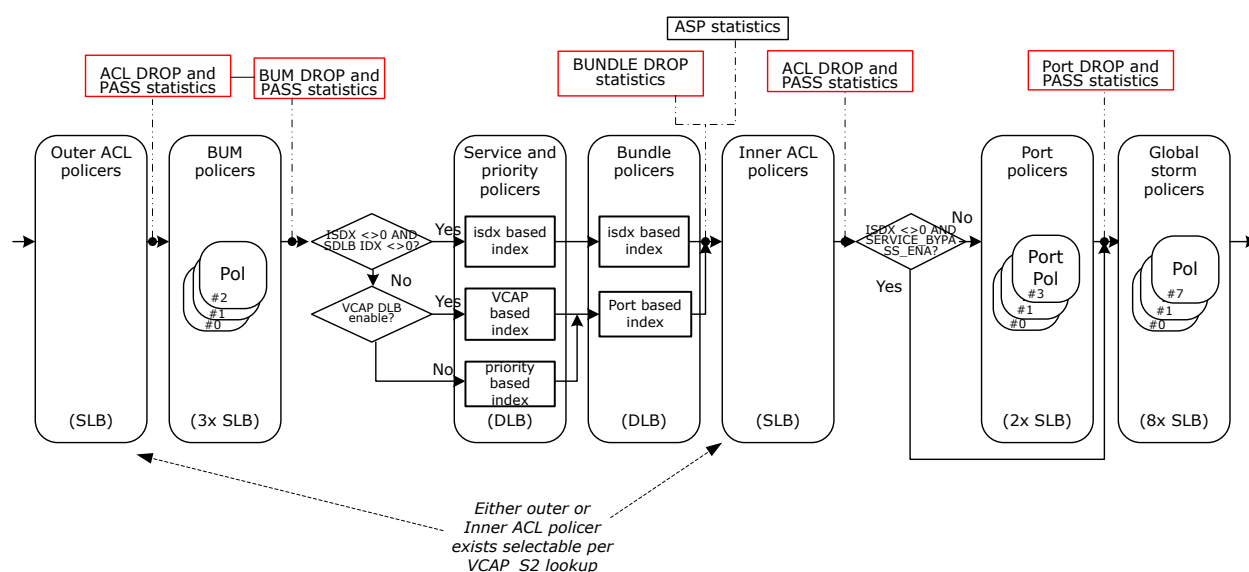 ASP statistics
ACL DROP and
PASS statistics
BUM DROP and
PASS statistics
BUNDLE DROP
statistics
ACL DROP and
PASS statistics
Port DROP and
PASS statistics
Outer ACL
policers
(SLB)
BUM
policers
Pol
#2
#1
#0
(3x SLB)
ISDX <>0 AND
SDLB IDX <>0?
Yes
No
VCAP DLB
enable?
Yes
No
Service and
priority
policers
isdx based
index
VCAP
based
index
priority
based
index
(DLB)
Bundle
policers
isdx based
index
Port based
index
(DLB)
Inner ACL
policers
(SLB)
ISDX <>0 AND
SERVICE_BYPA
SS_ENA?
No
Yes
Port
policers
Port
Pol
#3
#1
#0
(2x SLB)
Global
storm
policers
Pol
#7
#1
#0
(8x SLB)
Either outer or
Inner ACL policer
exists selectable per
VCAP_S2 lookup